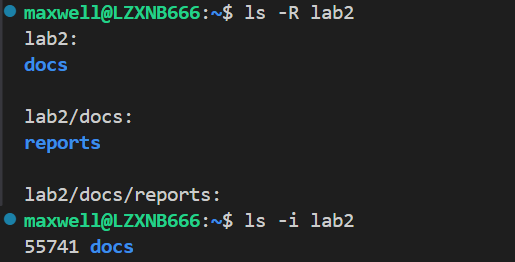 maxwell@LZXNB666:~$ ls -R lab2
lab2:
docs

lab2/docs:
reports

lab2/docs/reports:
maxwell@LZXNB666:~$ ls -i lab2
55741 docs